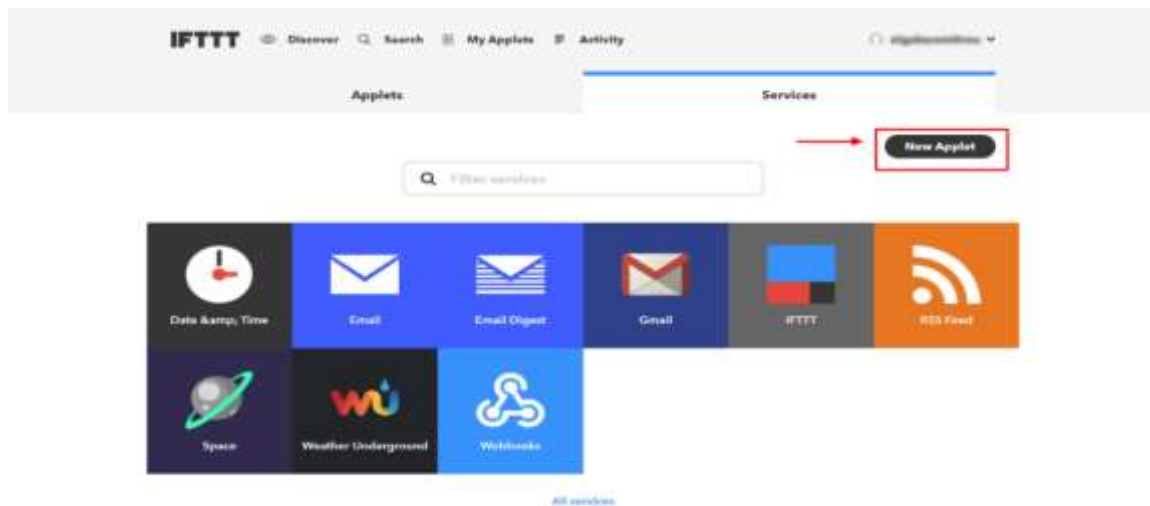 IFTTT Discover Search My Applets Activity
Applets Services
New Applet
Filter services
Date &amp; Time Email Email Digest Gmail IFTTT RSS Feed
Space Weather Underground Webhooks
All services